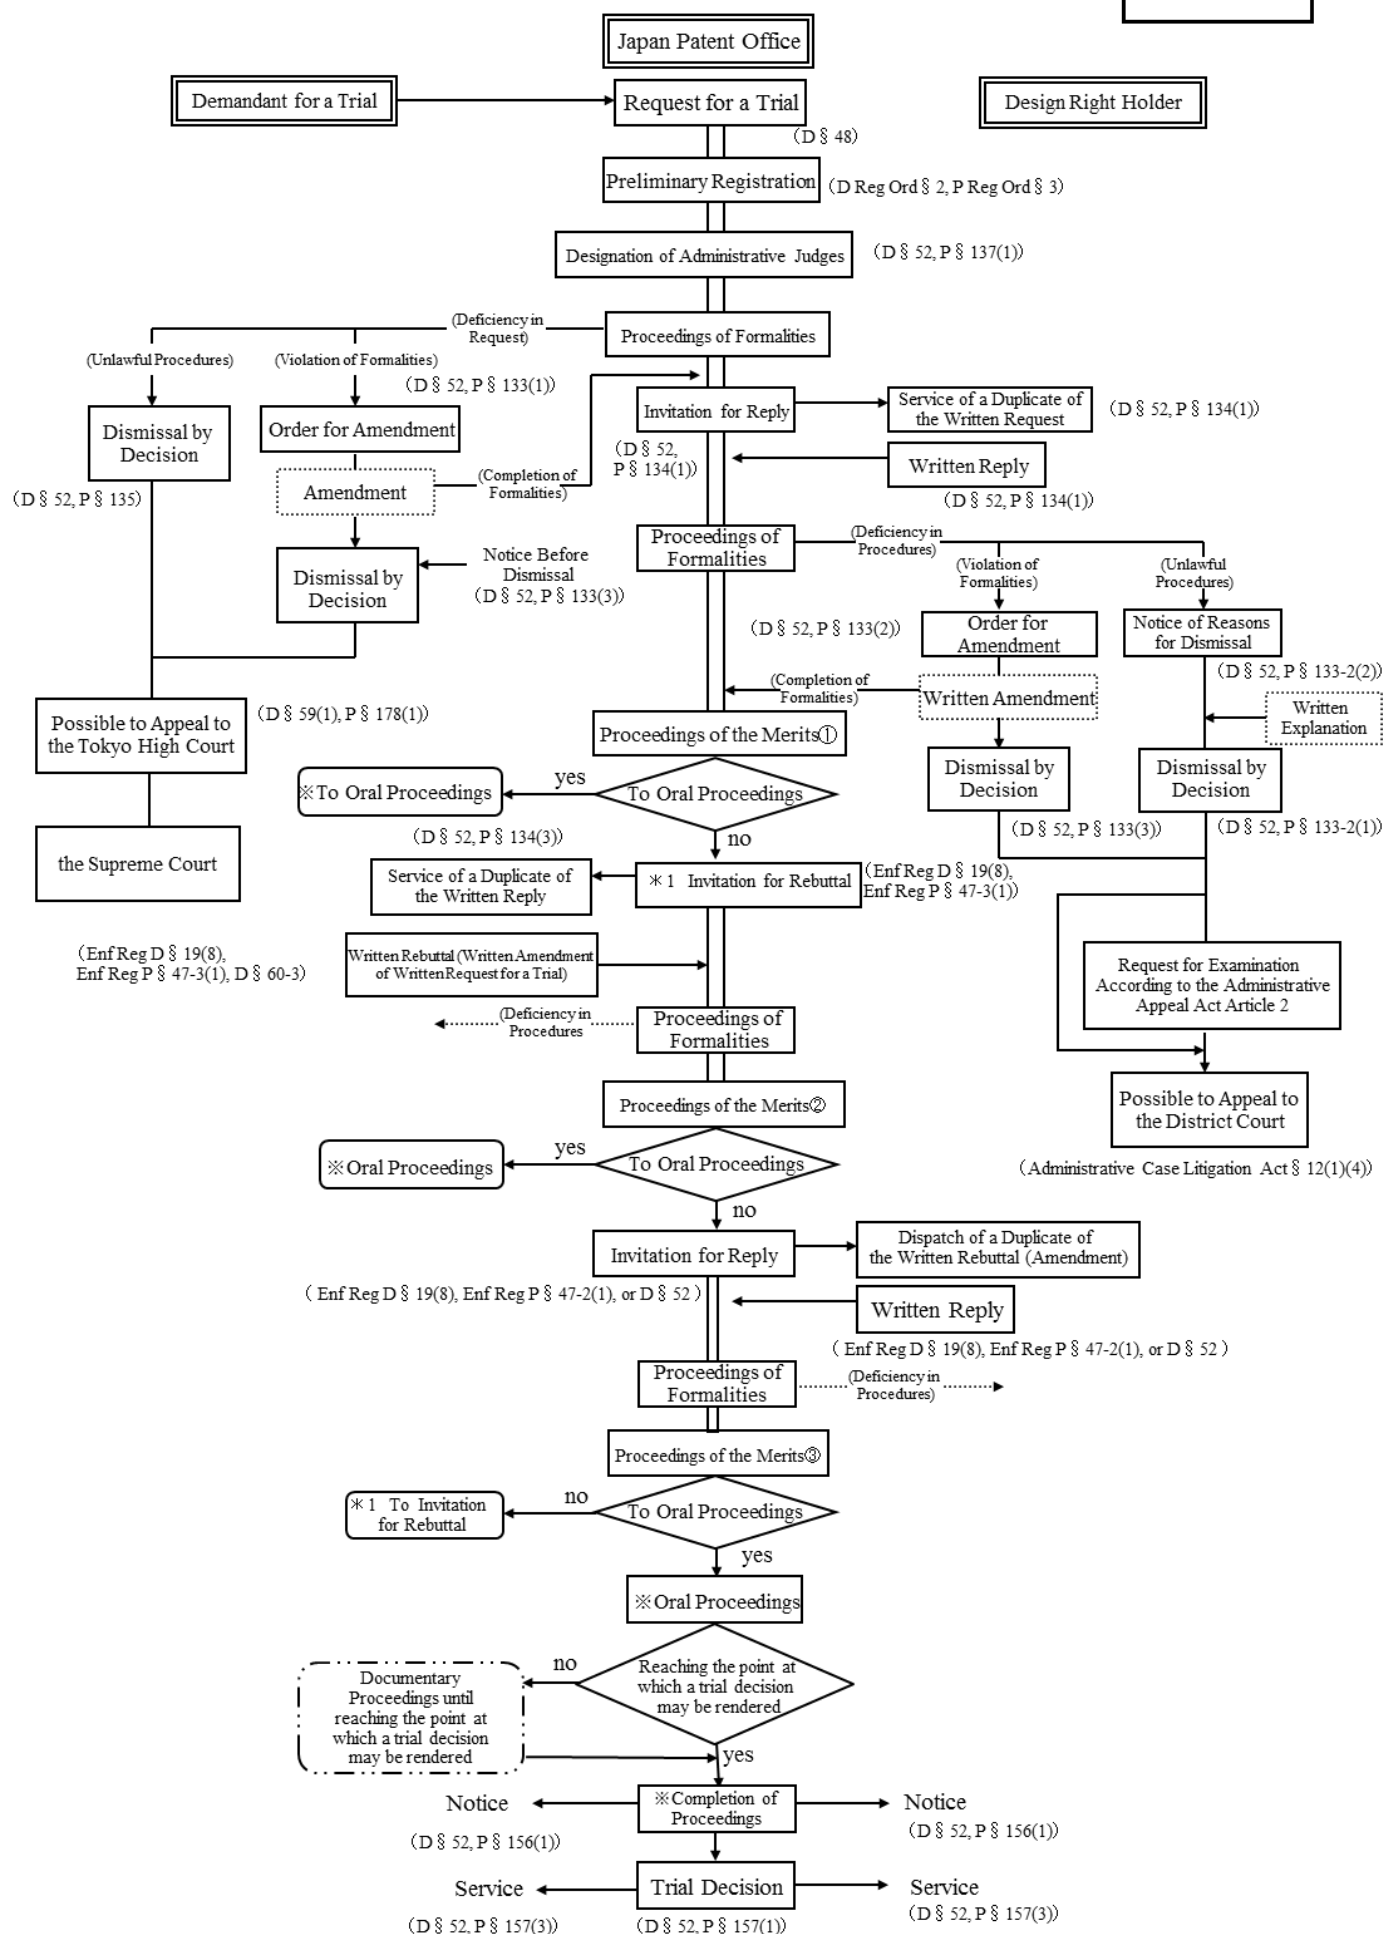 Japan Patent Office
Demandant for a Trial
Request for a Trial
Design Right Holder
(D§48)
Preliminary Registration
(D Reg Ord§2, P Reg Ord§3)
Designation of Administrative Judges
(D§52, P§137(1))
(Deficiency in
Request)
Proceedings of Formalities
(Unlawful Procedures)
(Violation of Formalities)
(D§52, P§133(1))
Dismissal by
Decision
Order for Amendment
Invitation for Reply
Service of a Duplicate of
the Written Request
(D§52, P§134(1))
(D§52,
P§134(1))
Written Reply
(D§52, P§134(1))
(D§52, P§135)
Amendment
(Completion of
Formalities)
Proceedings of
Formalities
(Deficiency in
Procedures)
(Violation of
Formalities)
(Unlawful
Procedures)
Dismissal by
Decision
Notice Before
Dismissal
(D§52, P§133(3))
(D§52, P§133(2))
Order for
Amendment
Notice of Reasons
for Dismissal
(D§52, P§133-2(2))
(Completion of
Formalities)
Written Amendment
Written
Explanation
Possible to Appeal to
the Tokyo High Court
(D§59(1), P§178(1))
Proceedings of the Merits①
Dismissal by
Decision
Dismissal by
Decision
※To Oral Proceedings
yes
To Oral Proceedings
(D§52, P§134(3))
no
(D§52, P§133(3))
(D§52, P§133-2(1))
the Supreme Court
Service of a Duplicate of
the Written Reply
＊1 Invitation for Rebuttal
(Enf Reg D§19(8),
Enf Reg P§47-3(1))
(Enf Reg D§19(8),
Enf Reg P§47-3(1), D§60-3)
Written Rebuttal (Written Amendment
of Written Request for a Trial)
Request for Examination
According to the Administrative
Appeal Act Article 2
(Deficiency in
Procedures
Proceedings of
Formalities
Proceedings of the Merits②
Possible to Appeal to
the District Court
(Administrative Case Litigation Act§12(1)(4))
※Oral Proceedings
yes
To Oral Proceedings
no
Invitation for Reply
Dispatch of a Duplicate of
the Written Rebuttal (Amendment)
( Enf Reg D§19(8), Enf Reg P§47-2(1), or D§52 )
Written Reply
( Enf Reg D§19(8), Enf Reg P§47-2(1), or D§52 )
Proceedings of
Formalities
(Deficiency in
Procedures)
Proceedings of the Merits③
＊1 To Invitation
for Rebuttal
no
To Oral Proceedings
yes
※Oral Proceedings
no
Reaching the point at
which a trial decision
may be rendered
Documentary
Proceedings until
reaching the point at
which a trial decision
may be rendered
yes
Notice
※Completion of
Proceedings
Notice
(D§52, P§156(1))
(D§52, P§156(1))
Service
Trial Decision
Service
(D§52, P§157(3))
(D§52, P§157(1))
(D§52, P§157(3))